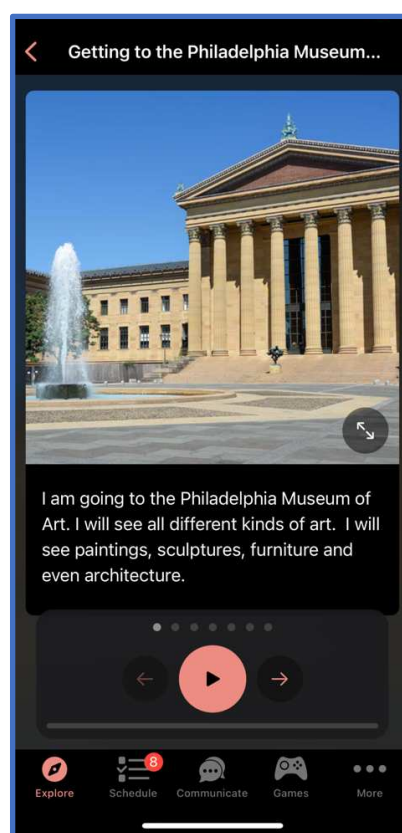 Getting to the Philadelphia Museum...
I am going to the Philadelphia Museum of
Art. I will see all different kinds of art.  I will
see paintings, sculptures, furniture and
even architecture.
8
Explore Schedule Communicate Games More